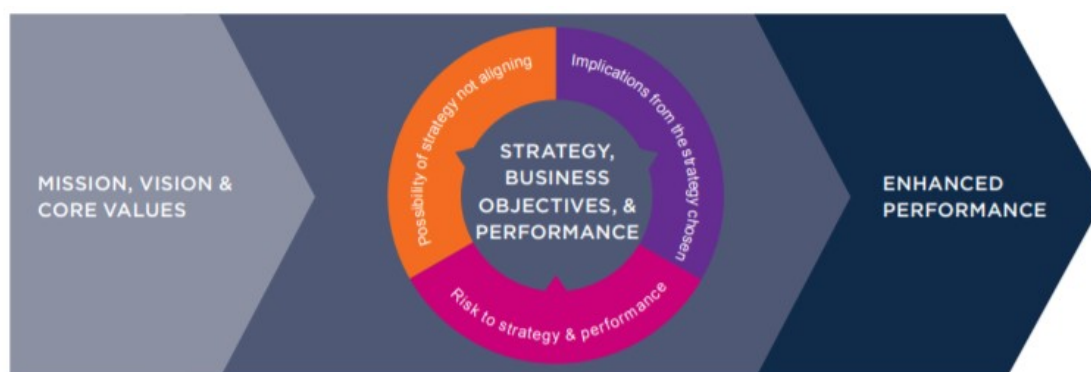 MISSION, VISION &
CORE VALUES
Possibility of strategy not aligning
Implications from the strategy chosen
STRATEGY,
BUSINESS
OBJECTIVES, &
PERFORMANCE
Risk to strategy & performance
ENHANCED
PERFORMANCE